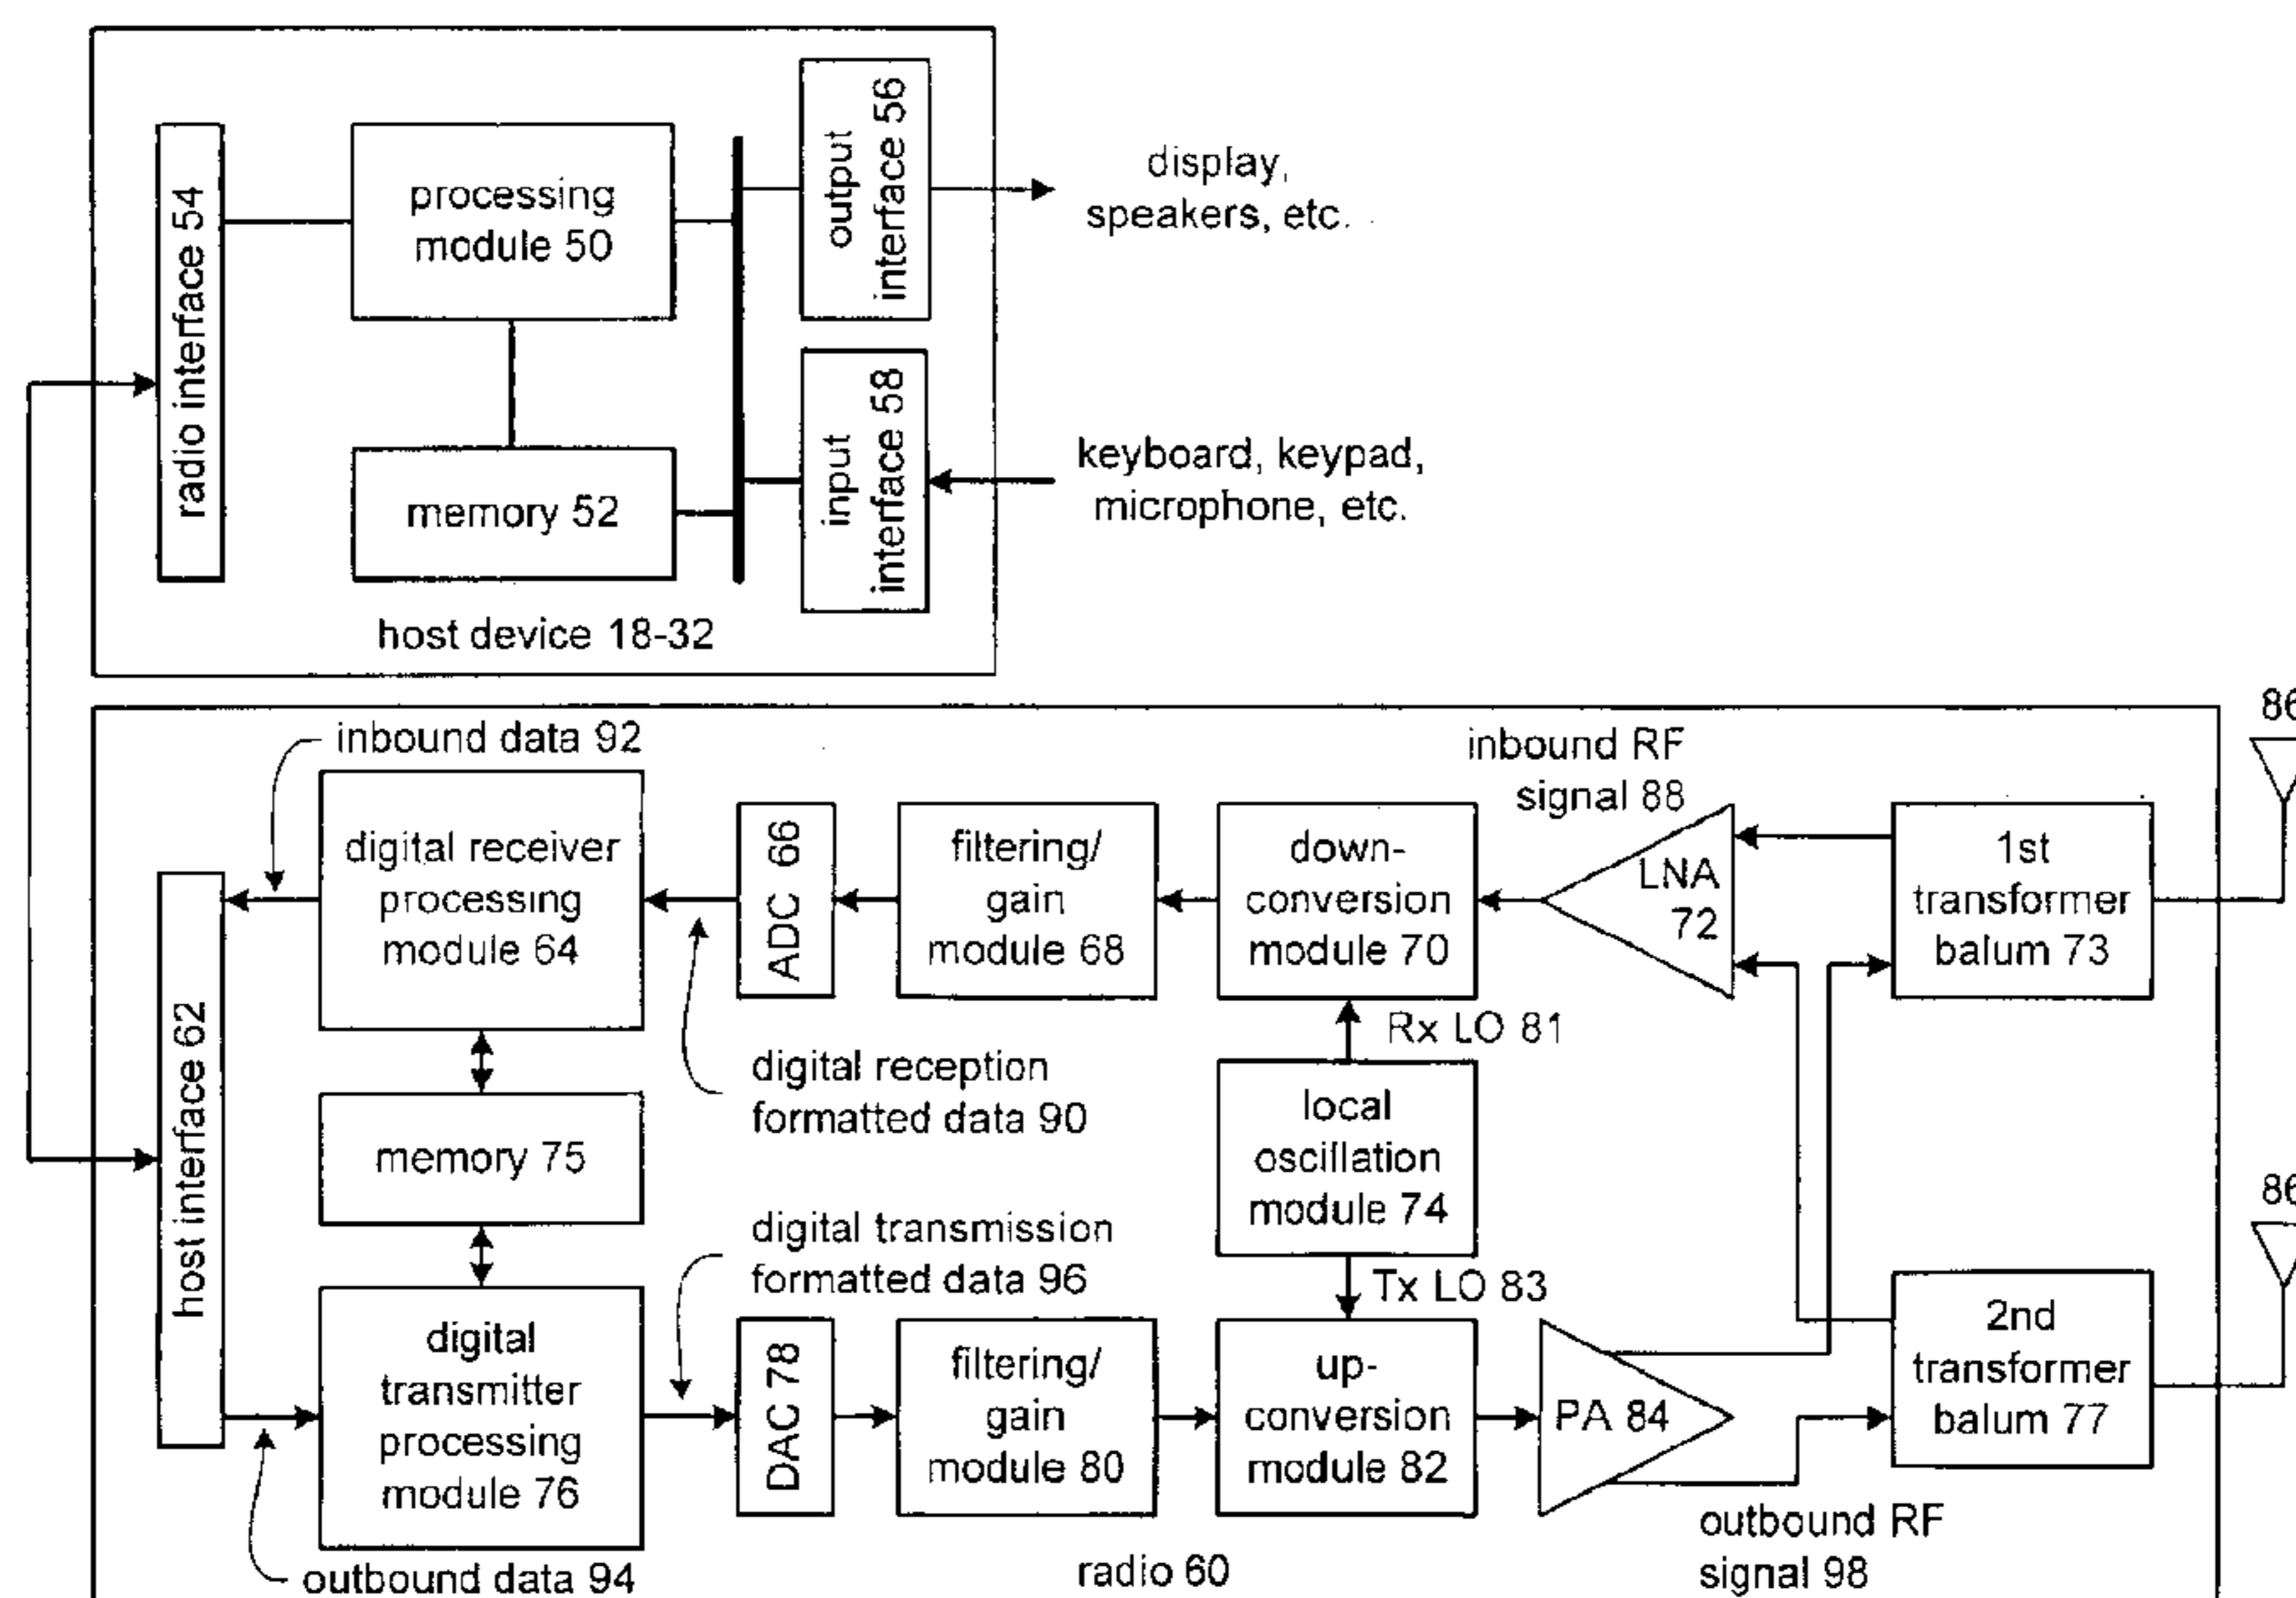 radio interface 54
processing
module 50
memory 52
output
interface 56
input
interface 58
display,
speakers, etc.
keyboard, keypad,
microphone, etc.
host device 18-32
inbound data 92
digital receiver
processing
module 64
ADC 66
filtering/
gain
module 68
down-
conversion
module 70
inbound RF
signal 88
LNA
72
1st
transformer
balum 73
86
host interface 62
memory 75
digital reception
formatted data 90
Rx LO 81
local
oscillation
module 74
Tx LO 83
digital transmission
formatted data 96
digital
transmitter
processing
module 76
DAC 78
filtering/
gain
module 80
up-
conversion
module 82
PA 84
2nd
transformer
balum 77
86
outbound data 94
radio 60
outbound RF
signal 98